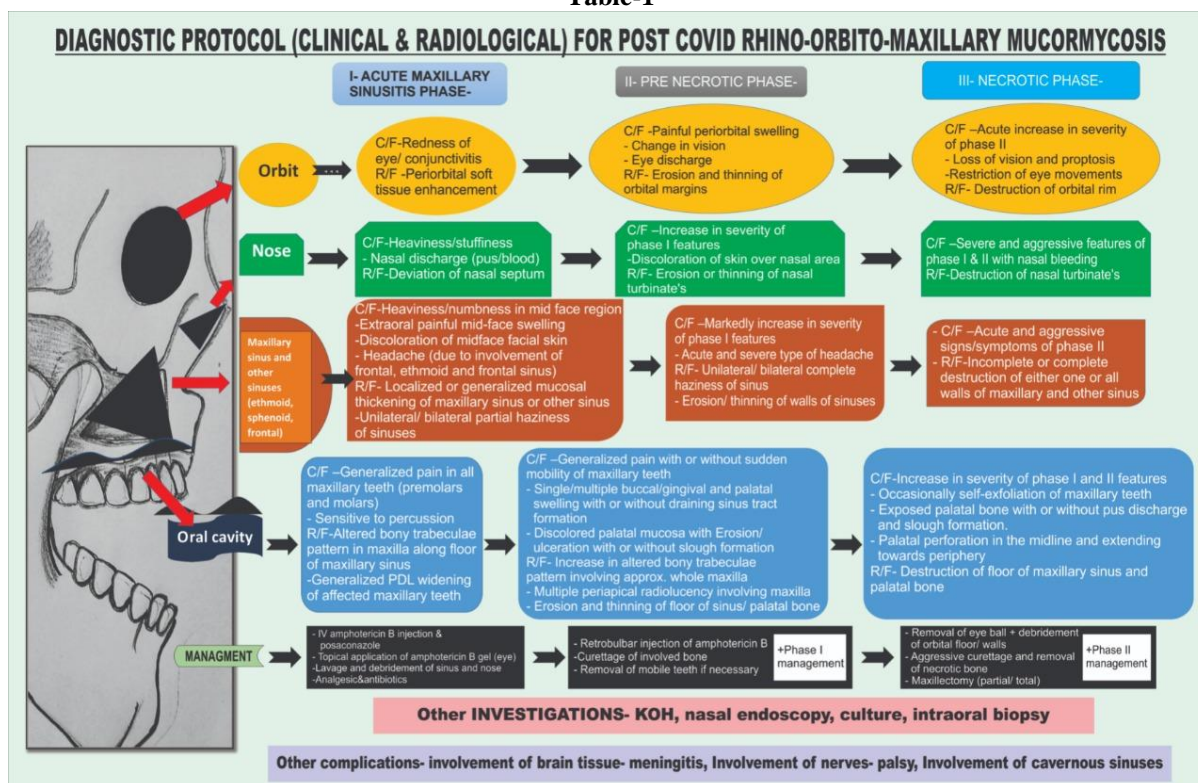 Table-1
DIAGNOSTIC PROTOCOL (CLINICAL & RADIOLOGICAL) FOR POST COVID RHINO-ORBITO-MAXILLARY MUCORMYCOSIS
I- ACUTE MAXILLARY
SINUSITIS PHASE-
II- PRE NECROTIC PHASE-
III- NECROTIC PHASE-
Orbit
C/F-Redness of
eye/ conjunctivitis
R/F -Periorbital soft
tissue enhancement
C/F -Painful periorbital swelling
- Change in vision
- Eye discharge
R/F- Erosion and thinning of
orbital margins
C/F –Acute increase in severity
of phase II
- Loss of vision and proptosis
-Restriction of eye movements
R/F- Destruction of orbital rim
Nose
C/F-Heaviness/stuffiness
- Nasal discharge (pus/blood)
R/F-Deviation of nasal septum
C/F –Increase in severity of
phase I features
-Discoloration of skin over nasal area
R/F- Erosion or thinning of nasal
turbinate's
C/F –Severe and aggressive features of
phase I & II with nasal bleeding
R/F-Destruction of nasal turbinate's
Maxillary
sinus and
other
sinuses
(ethmoid,
sphenoid,
frontal)
C/F-Heaviness/numbness in mid face region
-Extraoral painful mid-face swelling
-Discoloration of midface facial skin
- Headache (due to involvement of
frontal, ethmoid and frontal sinus)
R/F- Localized or generalized mucosal
thickening of maxillary sinus or other sinus
-Unilateral/ bilateral partial haziness
of sinuses
C/F –Markedly increase in severity
of phase I features
- Acute and severe type of headache
R/F- Unilateral/ bilateral complete
haziness of sinus
- Erosion/ thinning of walls of sinuses
- C/F –Acute and aggressive
signs/symptoms of phase II
- R/F-Incomplete or complete
destruction of either one or all
walls of maxillary and other sinus
Oral cavity
C/F –Generalized pain in all
maxillary teeth (premolars
and molars)
- Sensitive to percussion
R/F-Altered bony trabeculae
pattern in maxilla along floor
of maxillary sinus
-Generalized PDL widening
of affected maxillary teeth
C/F –Generalized pain with or without sudden
mobility of maxillary teeth
- Single/multiple buccal/gingival and palatal
swelling with or without draining sinus tract
formation
- Discolored palatal mucosa with Erosion/
ulceration with or without slough formation
R/F- Increase in altered bony trabeculae
pattern involving approx. whole maxilla
- Multiple periapical radiolucency involving maxilla
- Erosion and thinning of floor of sinus/ palatal bone
C/F-Increase in severity of phase I and II features
- Occasionally self-exfoliation of maxillary teeth
- Exposed palatal bone with or without pus discharge
and slough formation.
- Palatal perforation in the midline and extending
towards periphery
R/F- Destruction of floor of maxillary sinus and
palatal bone
MANAGMENT
- IV amphotericin B injection &
posaconazole
- Topical application of amphotericin B gel (eye)
-Lavage and debridement of sinus and nose
-Analgesic&antibiotics
- Retrobulbar injection of amphotericin B
-Curettage of involved bone
- Removal of mobile teeth if necessary
+Phase I
management
- Removal of eye ball + debridement
of orbital floor/ walls
- Aggressive curettage and removal
of necrotic bone
- Maxillectomy (partial/ total)
+Phase II
management
Other INVESTIGATIONS- KOH, nasal endoscopy, culture, intraoral biopsy
Other complications- involvement of brain tissue- meningitis, Involvement of nerves- palsy, Involvement of cavernous sinuses